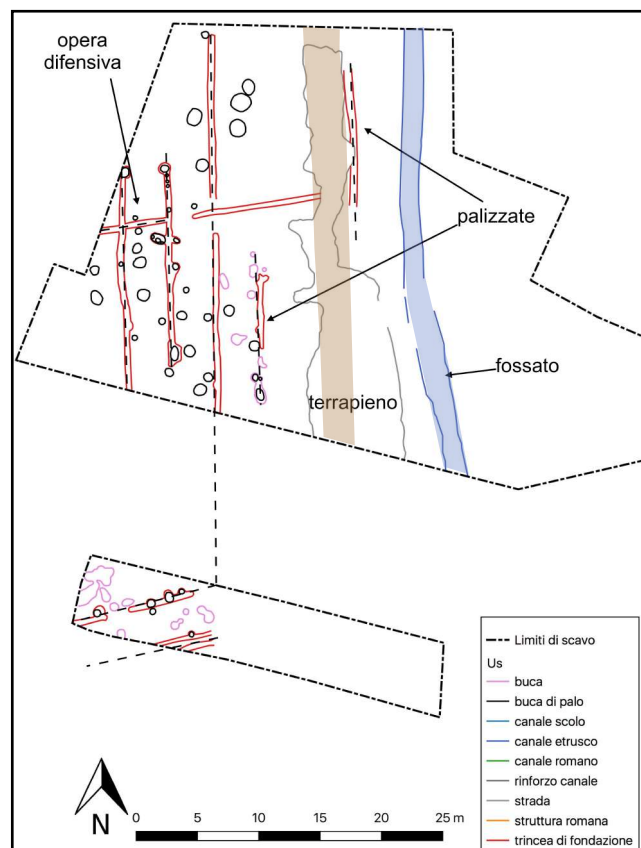 opera
difensiva
palizzate
fossato
terrapieno
Limiti di scavo
Us
buca
buca di palo
canale scolo
canale etrusco
canale romano
rinforzo canale
strada
struttura romana
trincea di fondazione
N
0 5 10 15 20 25 m